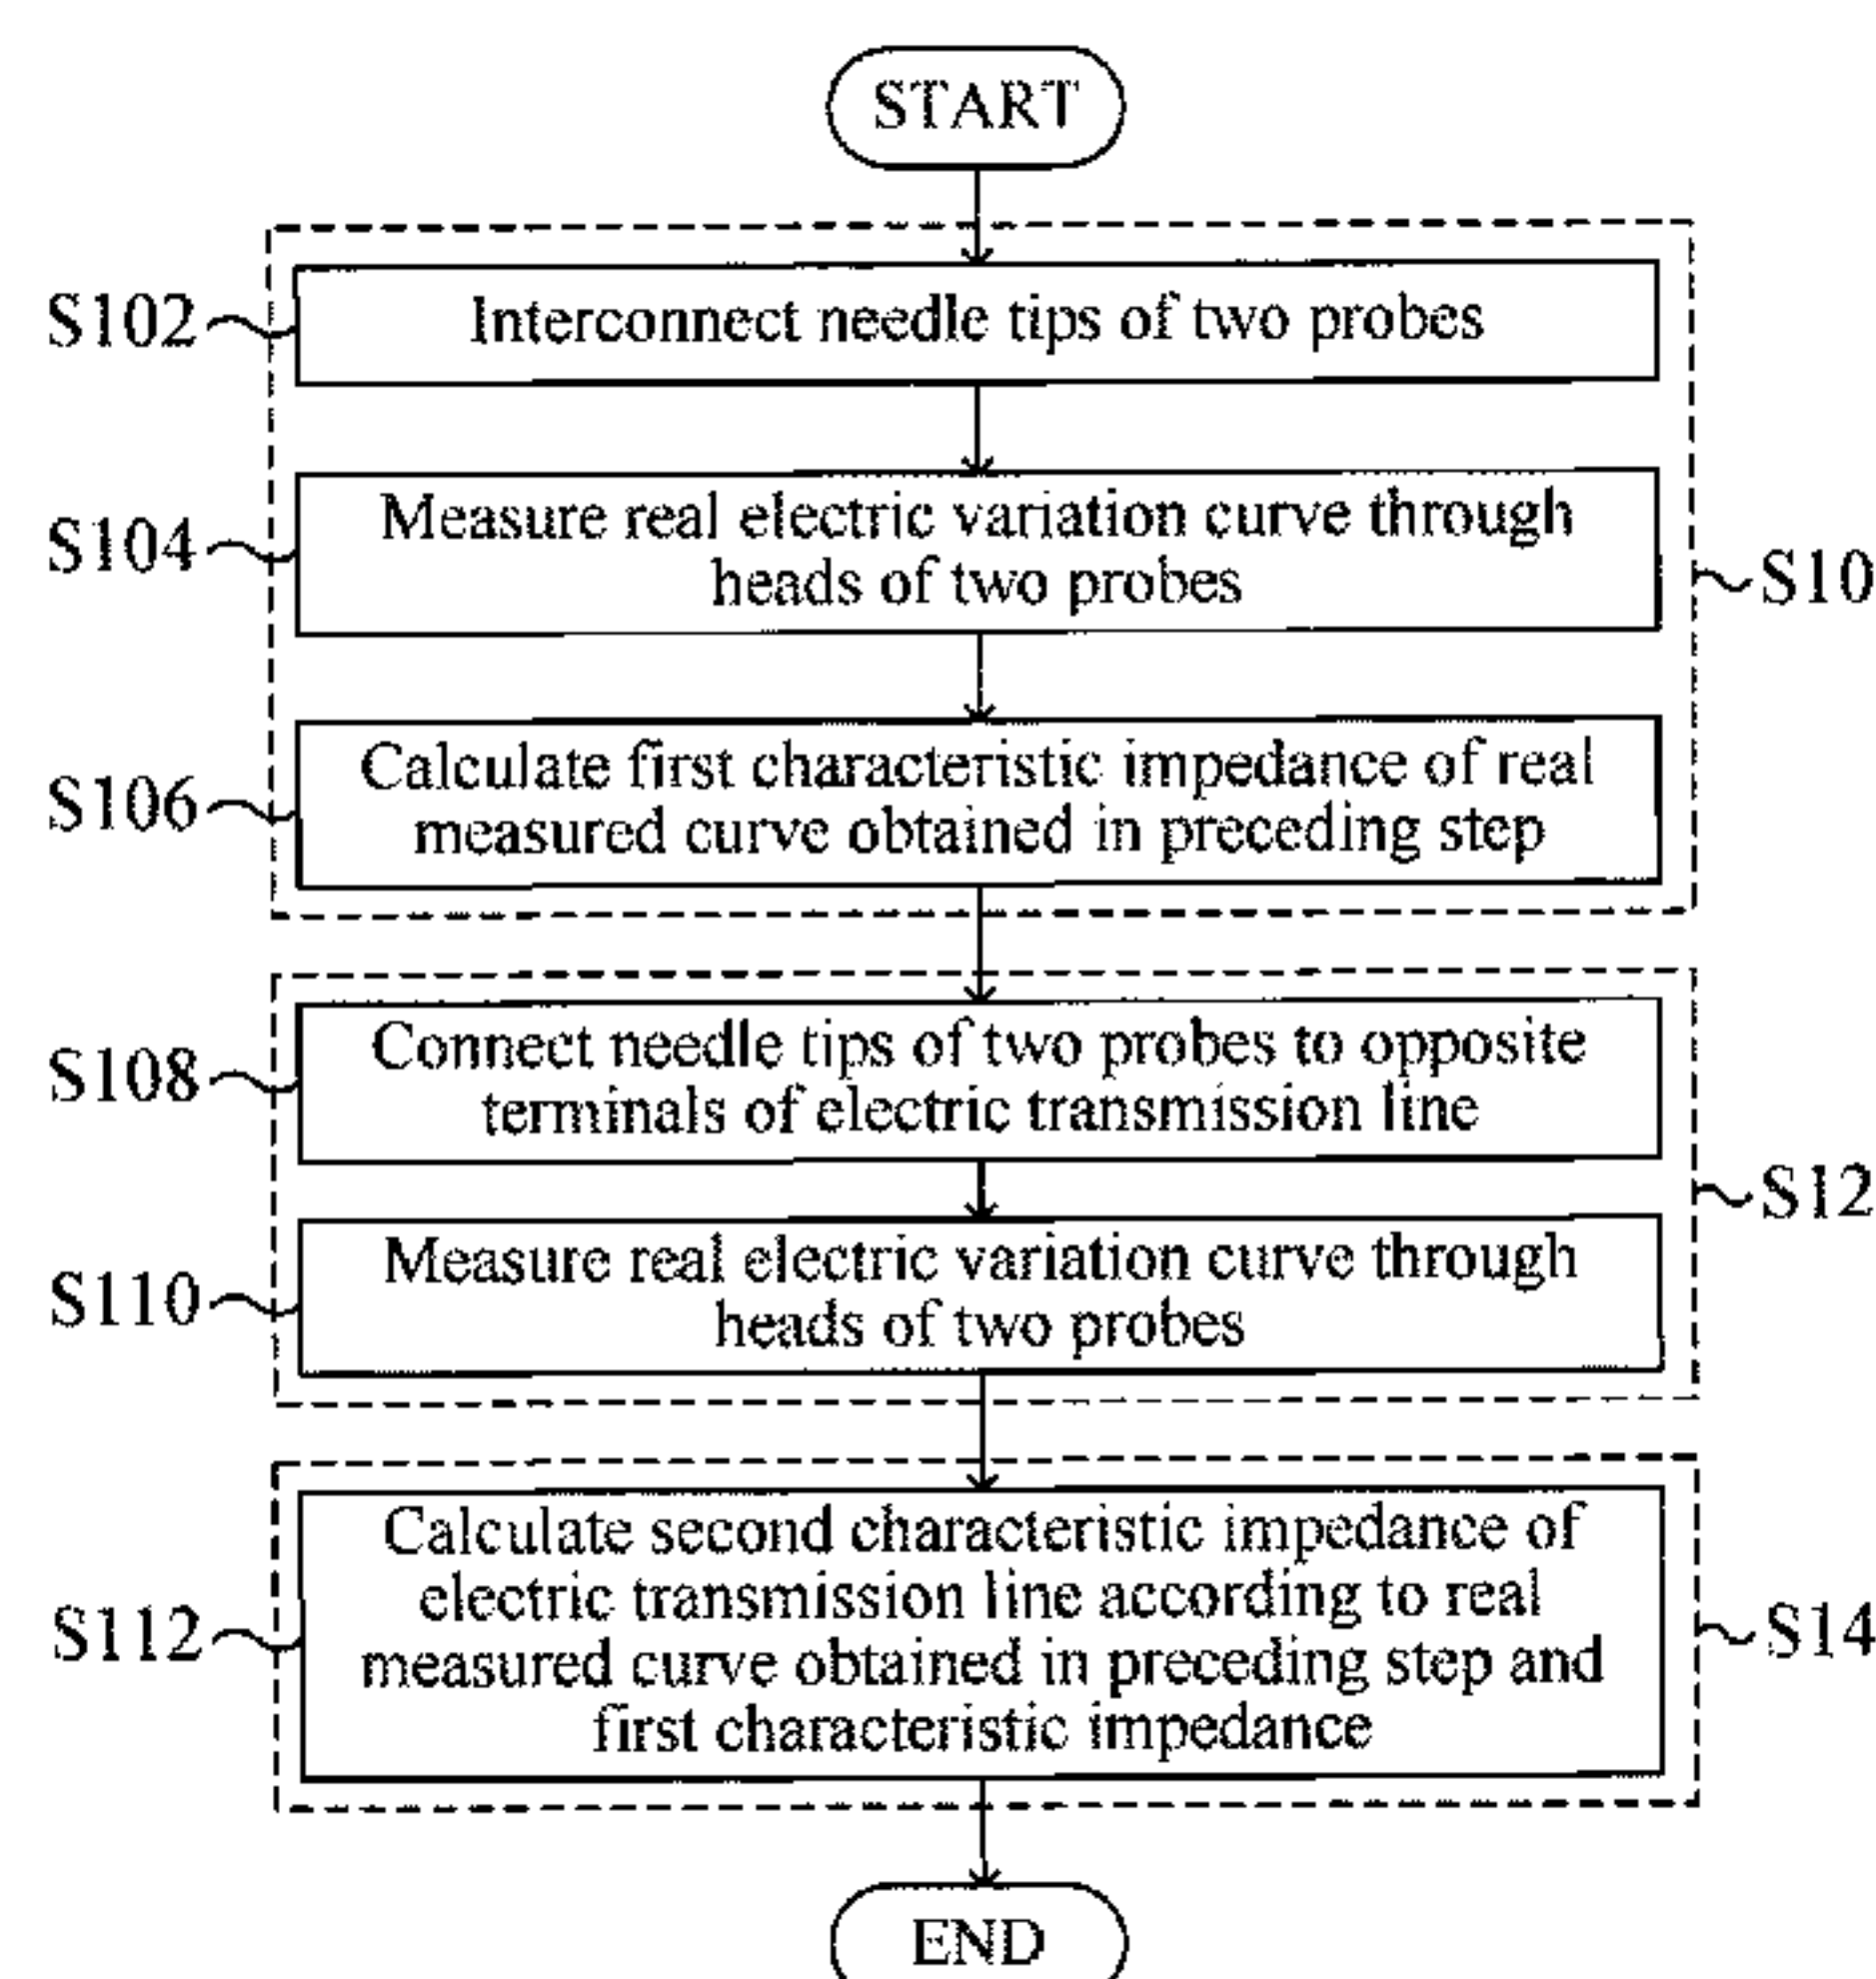 START
S102
Interconnect needle tips of two probes
S104
Measure real electric variation curve through
heads of two probes
S10
S106
Calculate first characteristic impedance of real
measured curve obtained in preceding step
S108
Connect needle tips of two probes to opposite
terminals of electric transmission line
S12
S110
Measure real electric variation curve through
heads of two probes
S112
Calculate second characteristic impedance of
electric transmission line according to real
measured curve obtained in preceding step and
first characteristic impedance
S14
END